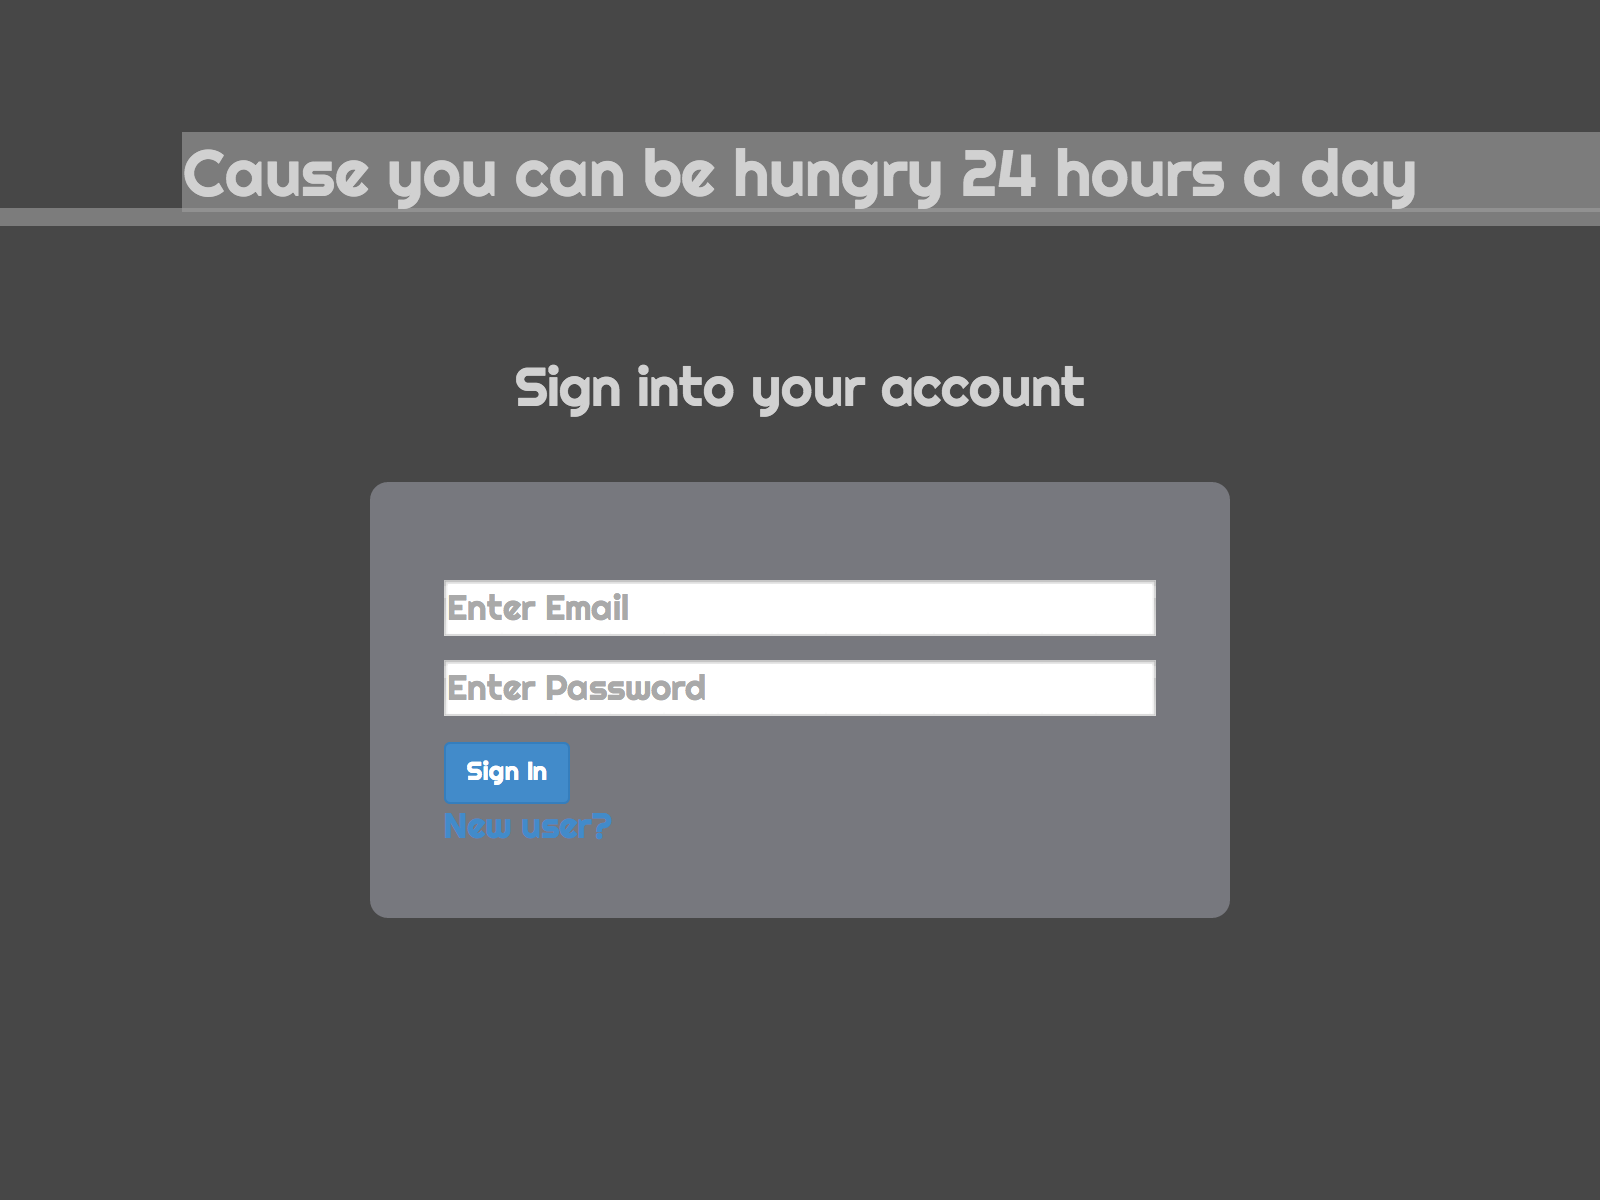 Cause you can be hungry 24 hours a day
Sign into your account
Enter Email
Enter Password
Sign In
New user?